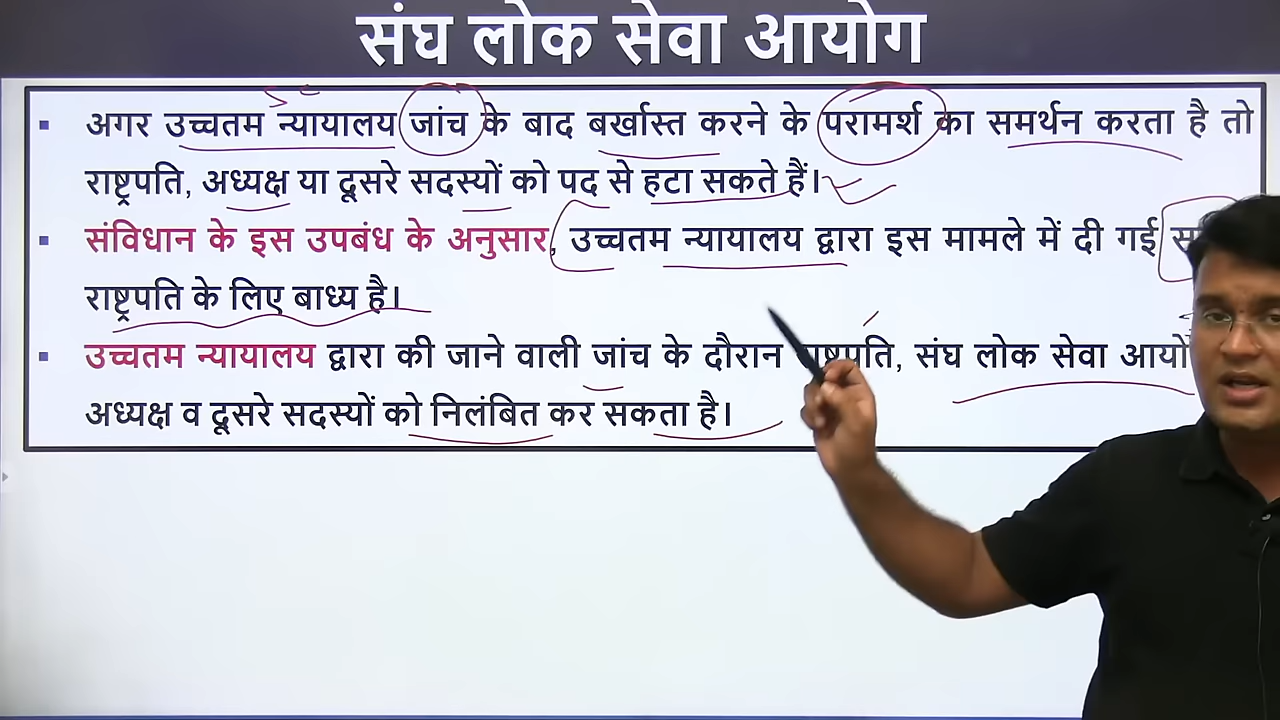 संघ लोक सेवा आयोग
▪ अगर उच्चतम न्यायालय जांच के बाद बर्खास्त करने के परामर्श का समर्थन करता है तो
राष्ट्रपति, अध्यक्ष या दूसरे सदस्यों को पद से हटा सकते हैं।
▪ संविधान के इस उपबंध के अनुसार, उच्चतम न्यायालय द्वारा इस मामले में दी गई
राष्ट्रपति के लिए बाध्य है।
▪ उच्चतम न्यायालय द्वारा की जाने वाली जांच के दौरान राष्ट्रपति, संघ लोक सेवा
अध्यक्ष व दूसरे सदस्यों को निलंबित कर सकता है।